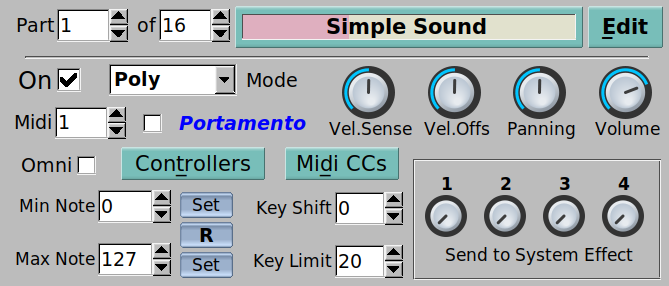 Part 1 of 16 Simple Sound Edit
On Poly Mode
Midi 1 Portamento
Vel.Sense Vel.Offs Panning Volume
Omni Controllers Midi CCs
1 2 3 4
Min Note 0 Set Key Shift 0
R
Send to System Effect
Max Note 127 Set Key Limit 20